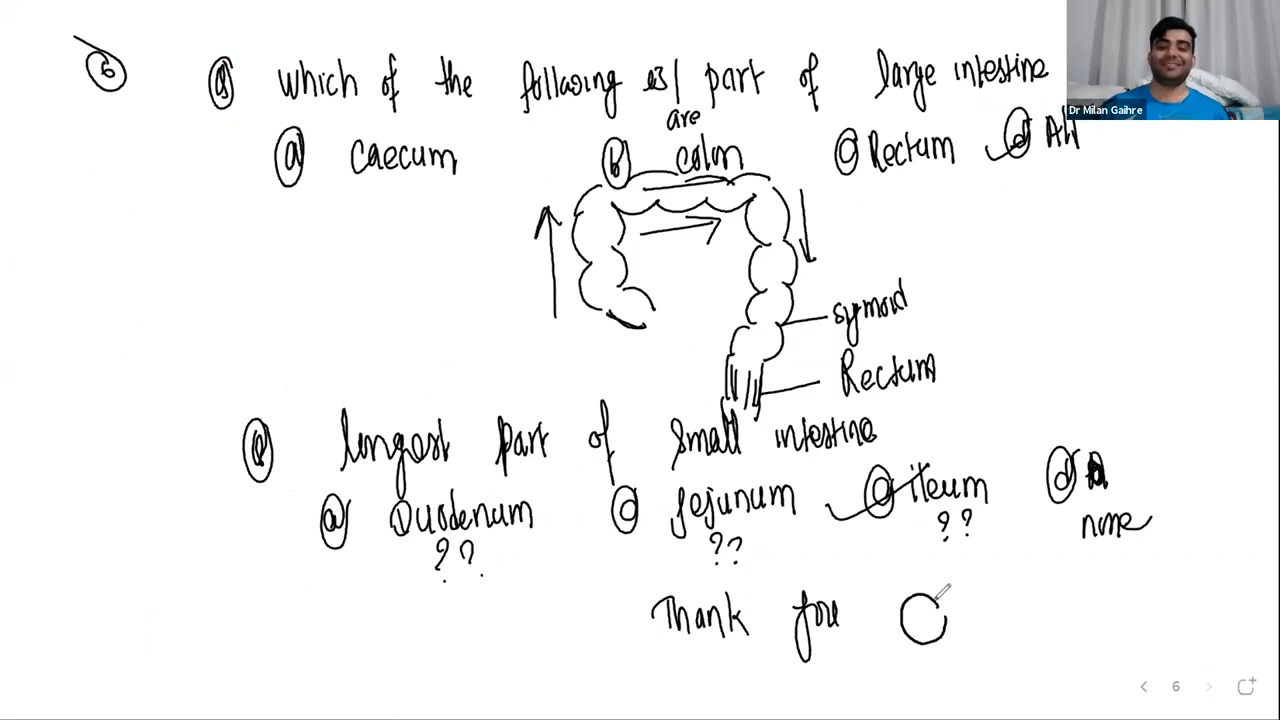 6
Q Which of the following is/ part of large intestine
are
Dr Milan Gaihre
a caecum b colon c Rectum d All
symoid
Rectum
Q longest part of small intestine
a Duodenum c Jejunum c ileum d
none
?? ?? ??
Thank you
6